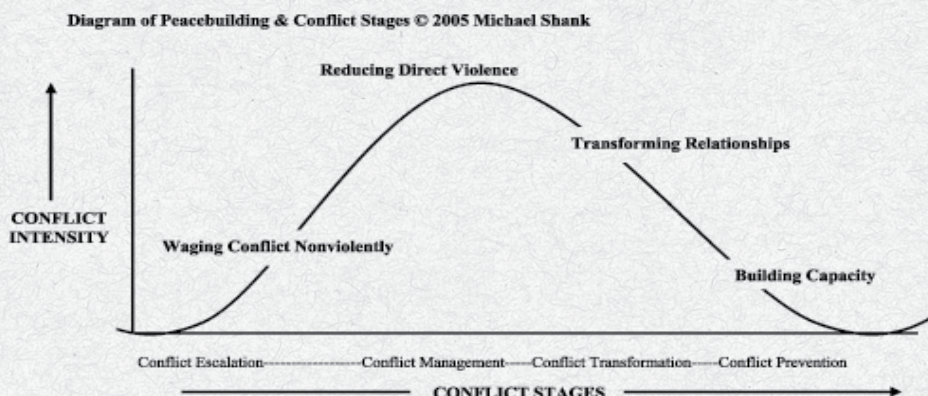 Diagram of Peacebuilding & Conflict Stages © 2005 Michael Shank
Reducing Direct Violence
Transforming Relationships
CONFLICT
INTENSITY
Waging Conflict Nonviolently
Building Capacity
Conflict Escalation--------------------Conflict Management-----Conflict Transformation-----Conflict Prevention
CONFLICT STAGES